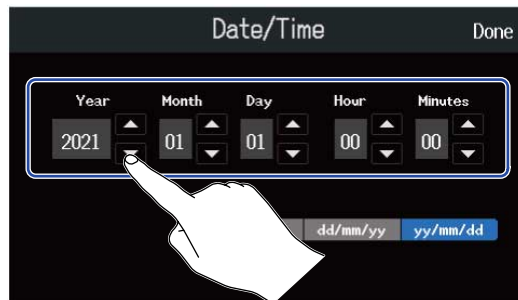 Date/Time Done
Year Month Day Hour Minutes
2021 01 01 00 00
dd/mm/yy yy/mm/dd